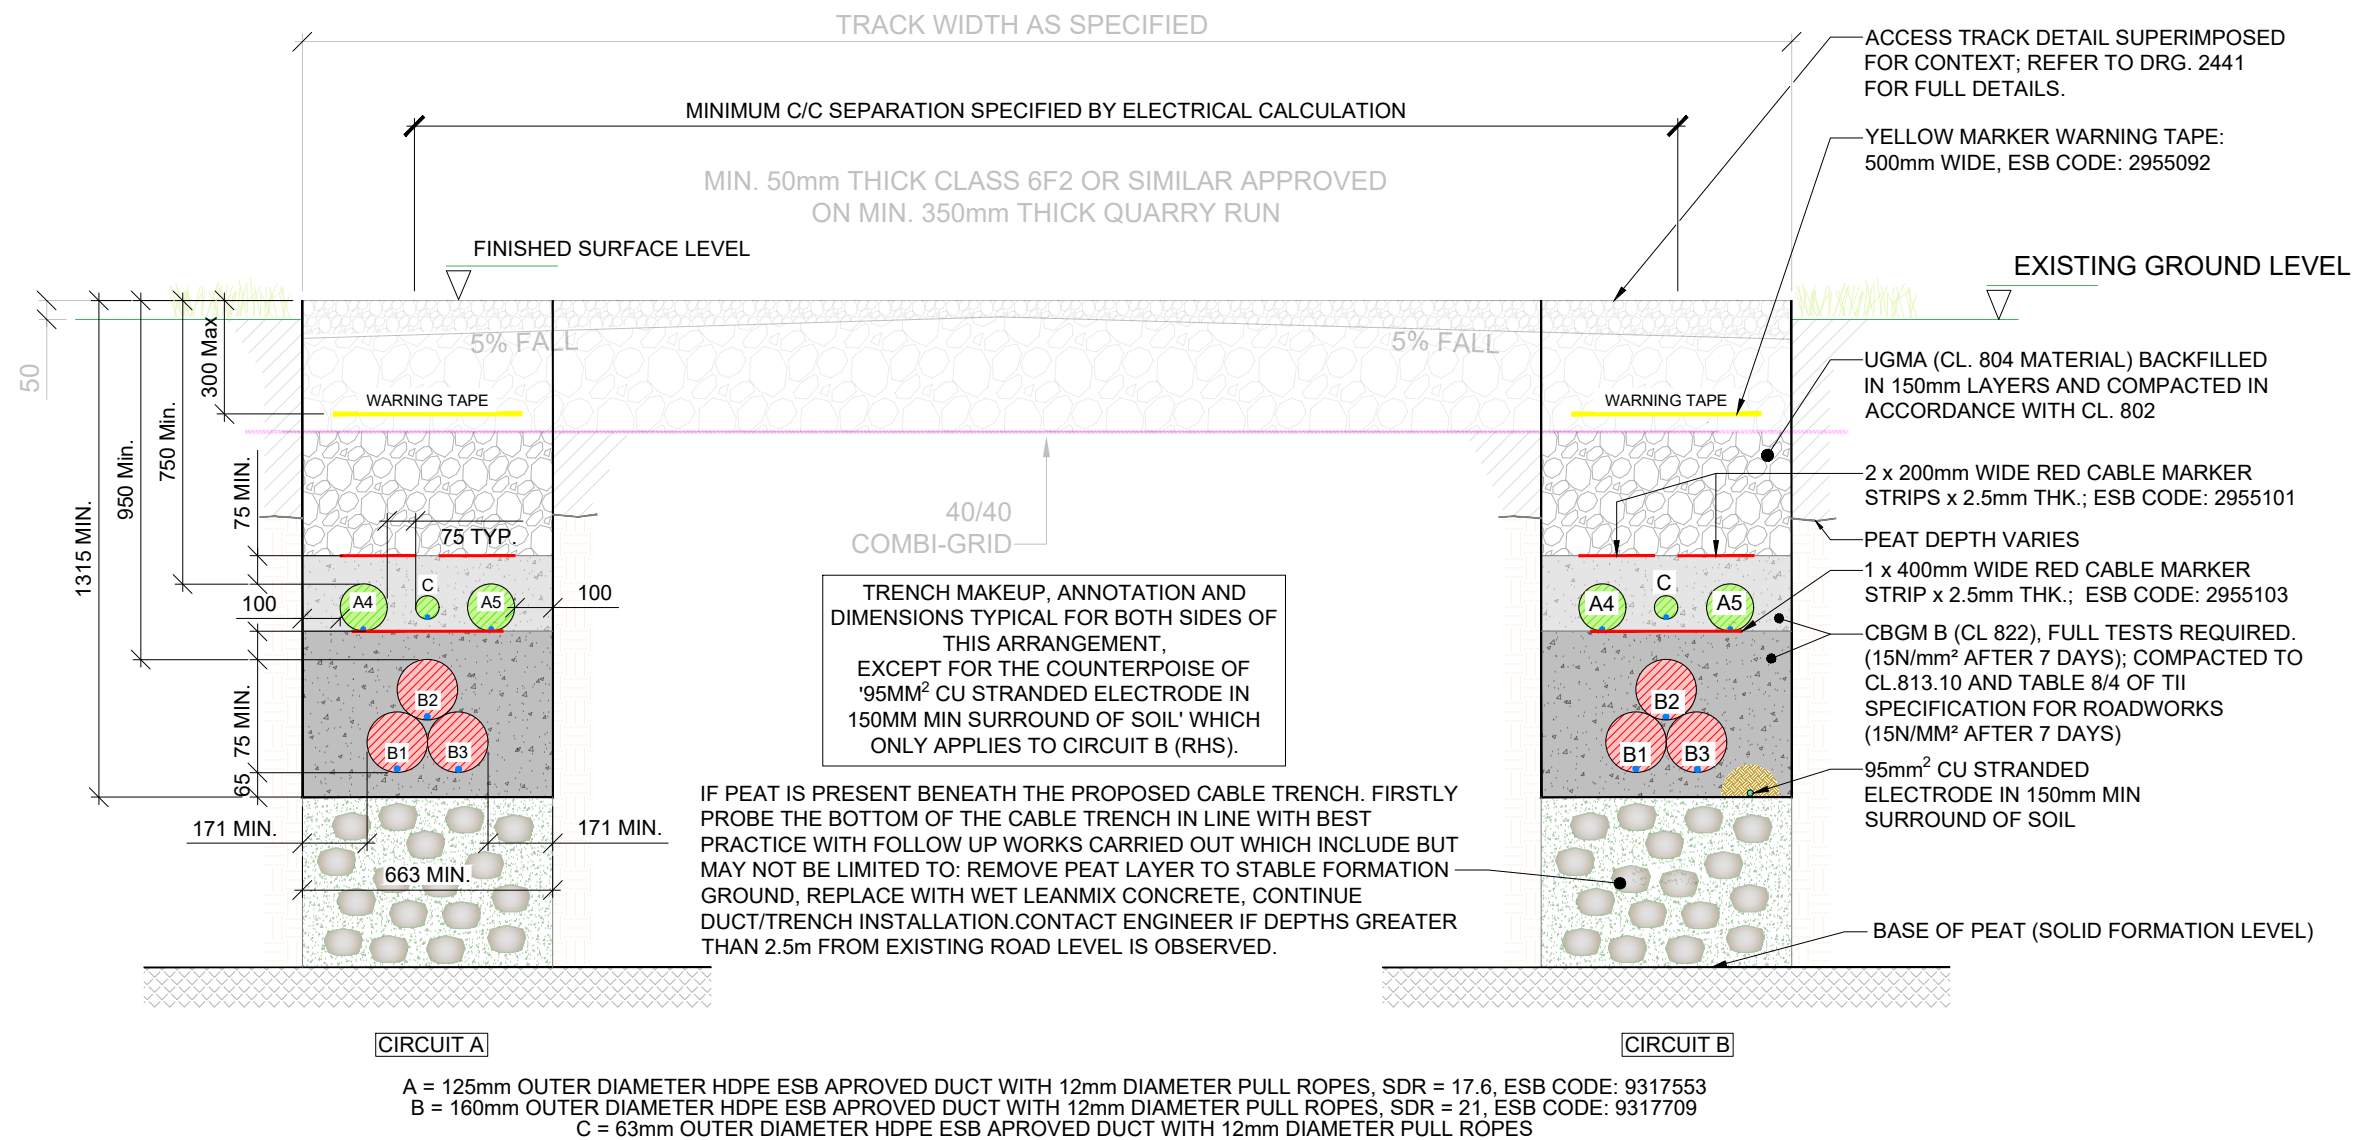 TRACK WIDTH AS SPECIFIED
MINIMUM C/C SEPARATION SPECIFIED BY ELECTRICAL CALCULATION
MIN. 50mm THICK CLASS 6F2 OR SIMILAR APPROVED
ON MIN. 350mm THICK QUARRY RUN
FINISHED SURFACE LEVEL
ACCESS TRACK DETAIL SUPERIMPOSED
FOR CONTEXT; REFER TO DRG. 2441
FOR FULL DETAILS.
YELLOW MARKER WARNING TAPE:
500mm WIDE, ESB CODE: 2955092
EXISTING GROUND LEVEL
50
1315 MIN.
950 Min.
750 Min.
300 Max
75 MIN.
75 MIN.
65
5% FALL
5% FALL
WARNING TAPE
WARNING TAPE
UGMA (CL. 804 MATERIAL) BACKFILLED
IN 150mm LAYERS AND COMPACTED IN
ACCORDANCE WITH CL. 802
2 x 200mm WIDE RED CABLE MARKER
STRIPS x 2.5mm THK.; ESB CODE: 2955101
PEAT DEPTH VARIES
1 x 400mm WIDE RED CABLE MARKER
STRIP x 2.5mm THK.; ESB CODE: 2955103
CBGM B (CL 822), FULL TESTS REQUIRED.
(15N/mm² AFTER 7 DAYS); COMPACTED TO
CL.813.10 AND TABLE 8/4 OF TII
SPECIFICATION FOR ROADWORKS
(15N/MM² AFTER 7 DAYS)
95mm² CU STRANDED
ELECTRODE IN 150mm MIN
SURROUND OF SOIL
BASE OF PEAT (SOLID FORMATION LEVEL)
75 TYP.
100
100
A4
C
A5
B2
B1
B3
A4
C
A5
B2
B1
B3
171 MIN.
171 MIN.
663 MIN.
40/40
COMBI-GRID
TRENCH MAKEUP, ANNOTATION AND
DIMENSIONS TYPICAL FOR BOTH SIDES OF
THIS ARRANGEMENT,
EXCEPT FOR THE COUNTERPOISE OF
'95MM² CU STRANDED ELECTRODE IN
150MM MIN SURROUND OF SOIL' WHICH
ONLY APPLIES TO CIRCUIT B (RHS).
IF PEAT IS PRESENT BENEATH THE PROPOSED CABLE TRENCH. FIRSTLY
PROBE THE BOTTOM OF THE CABLE TRENCH IN LINE WITH BEST
PRACTICE WITH FOLLOW UP WORKS CARRIED OUT WHICH INCLUDE BUT
MAY NOT BE LIMITED TO: REMOVE PEAT LAYER TO STABLE FORMATION
GROUND, REPLACE WITH WET LEANMIX CONCRETE, CONTINUE
DUCT/TRENCH INSTALLATION.CONTACT ENGINEER IF DEPTHS GREATER
THAN 2.5m FROM EXISTING ROAD LEVEL IS OBSERVED.
CIRCUIT A
CIRCUIT B
A = 125mm OUTER DIAMETER HDPE ESB APROVED DUCT WITH 12mm DIAMETER PULL ROPES, SDR = 17.6, ESB CODE: 9317553
B = 160mm OUTER DIAMETER HDPE ESB APROVED DUCT WITH 12mm DIAMETER PULL ROPES, SDR = 21, ESB CODE: 9317709
C = 63mm OUTER DIAMETER HDPE ESB APROVED DUCT WITH 12mm DIAMETER PULL ROPES